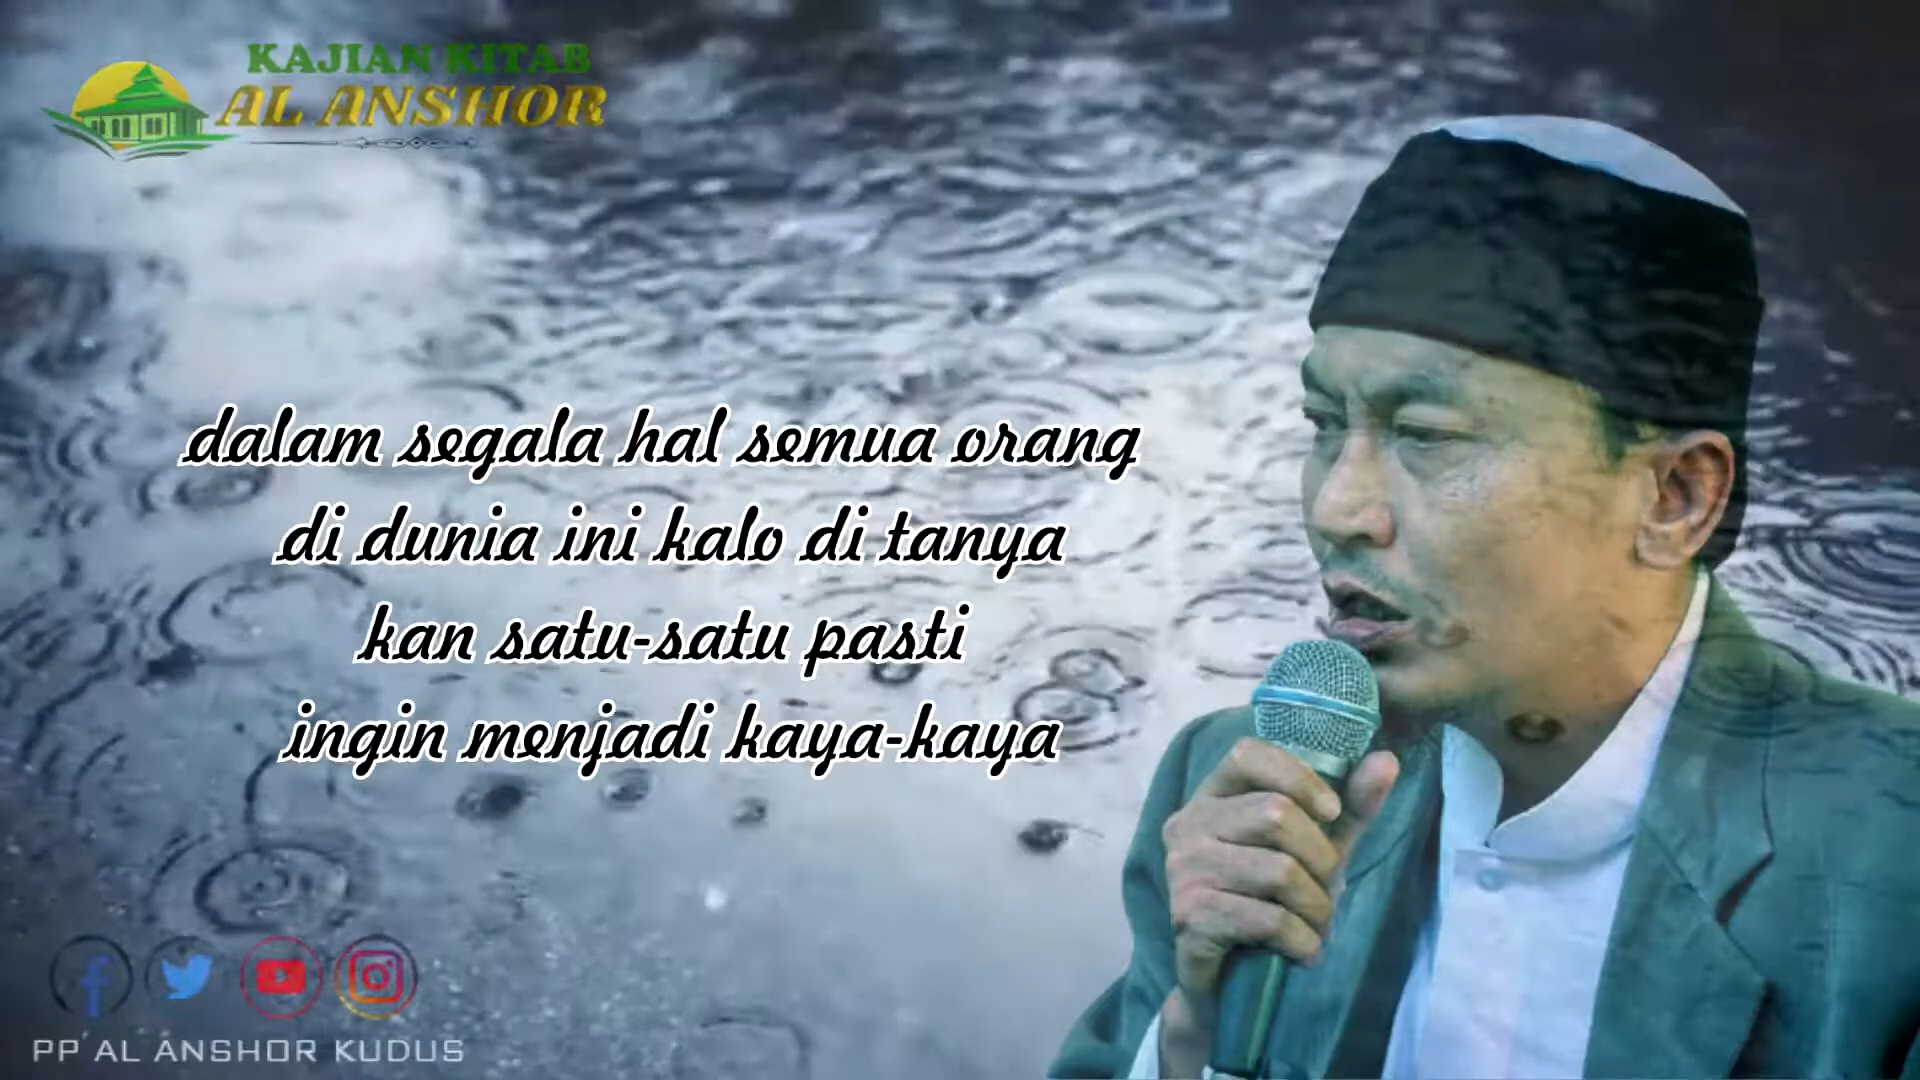 KAJIAN KITAB
AL ANSHOR
dalam segala hal semua orang
di dunia ini kalo di tanya
kan satu-satu pasti
ingin menjadi kaya-kaya
PP AL ANSHOR KUDUS